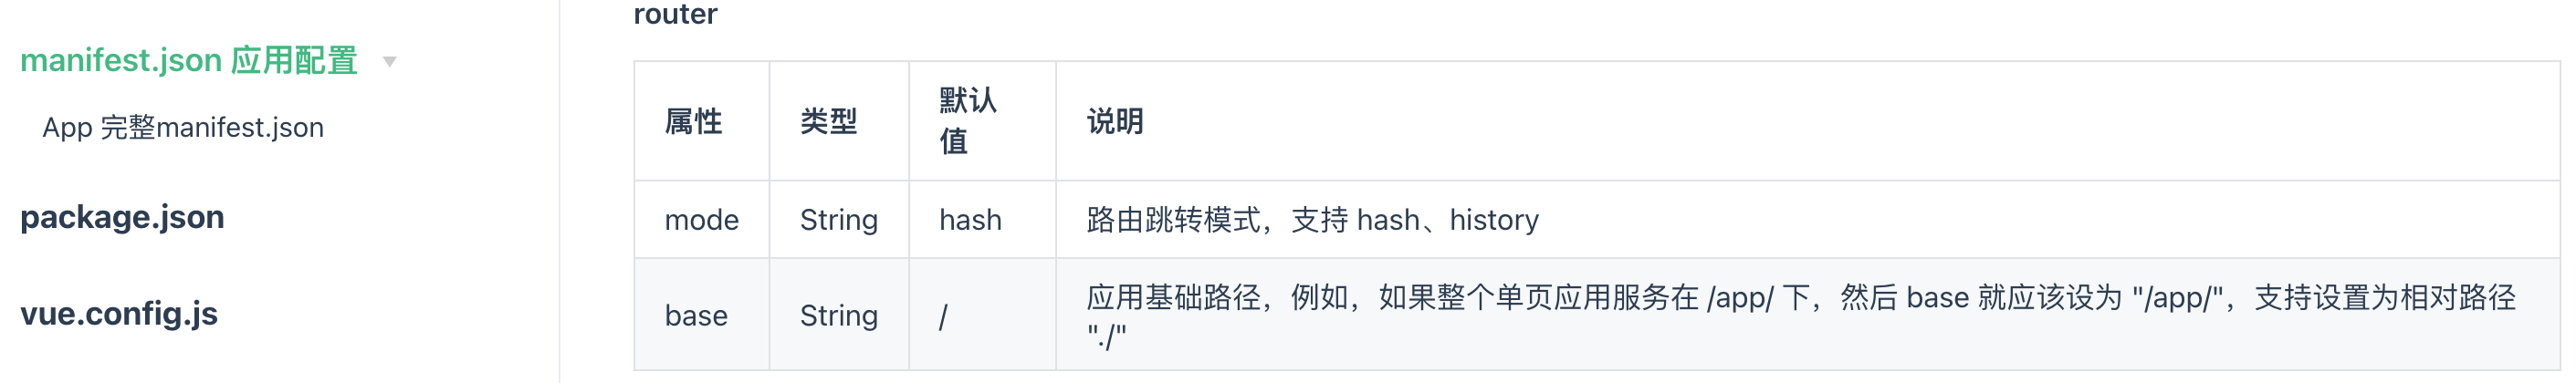 manifest.json 应用配置
App 完整manifest.json
package.json
vue.config.js
router
属性 类型 默认
值 说明
mode String hash 路由跳转模式，支持 hash、history
base String / 应用基础路径，例如，如果整个单页应用服务在 /app/ 下，然后 base 就应该设为 "/app/"，支持设置为相对路径
"./"